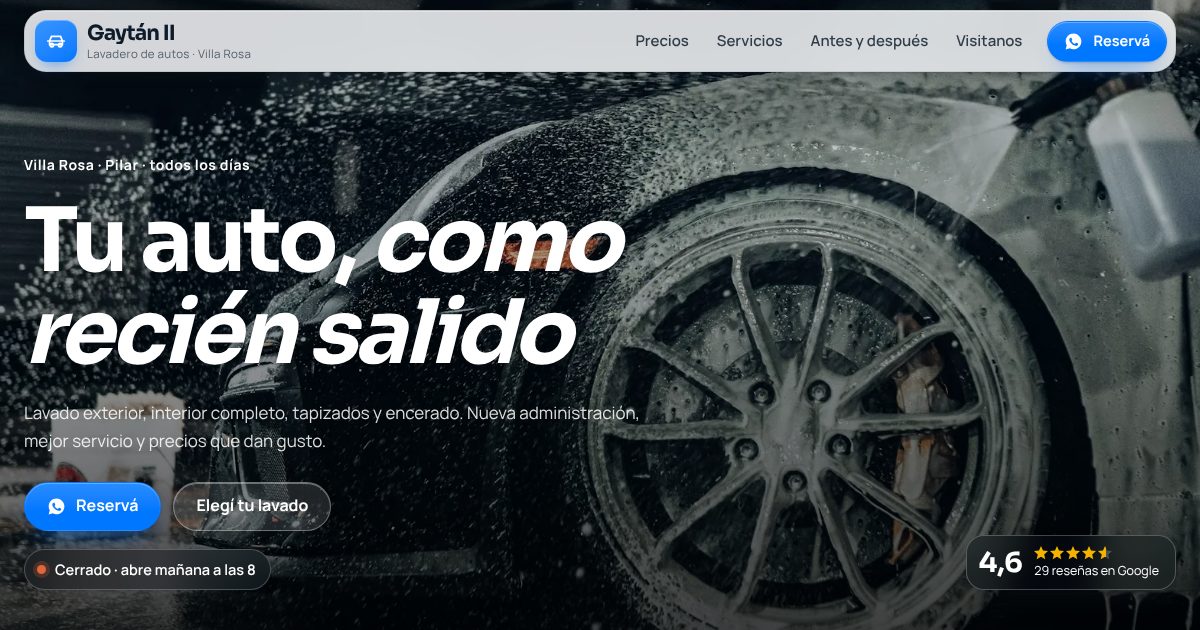 Gaytán II
Lavadero de autos · Villa Rosa
Precios
Servicios
Antes y después
Visitanos
Reservá
Villa Rosa · Pilar · todos los días
Tu auto, como
recién salido
Lavado exterior, interior completo, tapizados y encerado. Nueva administración,
mejor servicio y precios que dan gusto.
Reservá
Elegí tu lavado
Cerrado · abre mañana a las 8
4,6
29 reseñas en Google